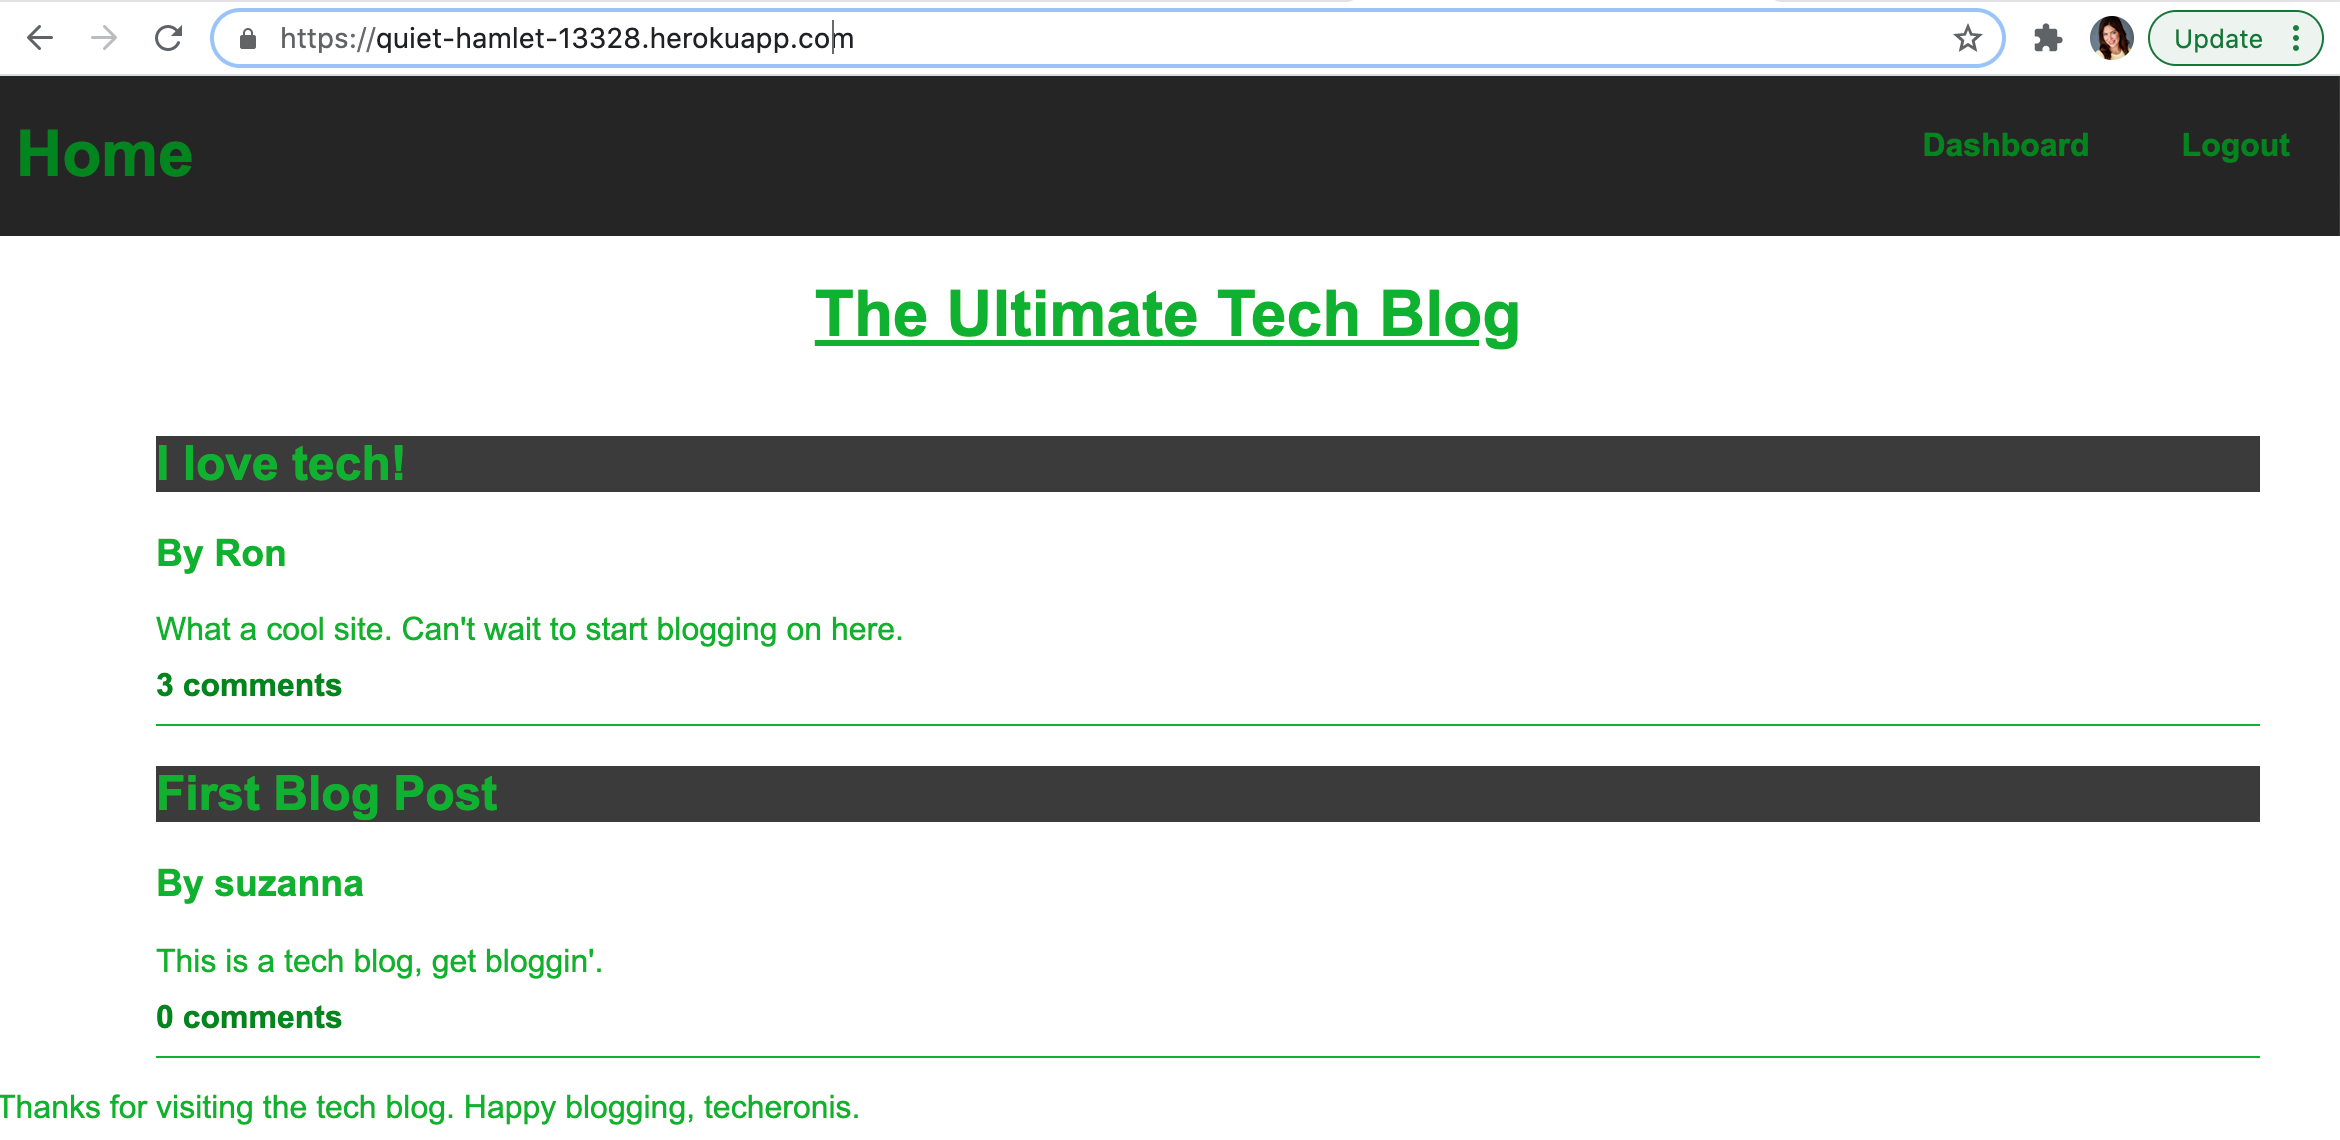 https://quiet-hamlet-13328.herokuapp.com
Update
Home
Dashboard
Logout
The Ultimate Tech Blog
I love tech!
By Ron
What a cool site. Can't wait to start blogging on here.
3 comments
First Blog Post
By suzanna
This is a tech blog, get bloggin'.
0 comments
Thanks for visiting the tech blog. Happy blogging, techeronis.